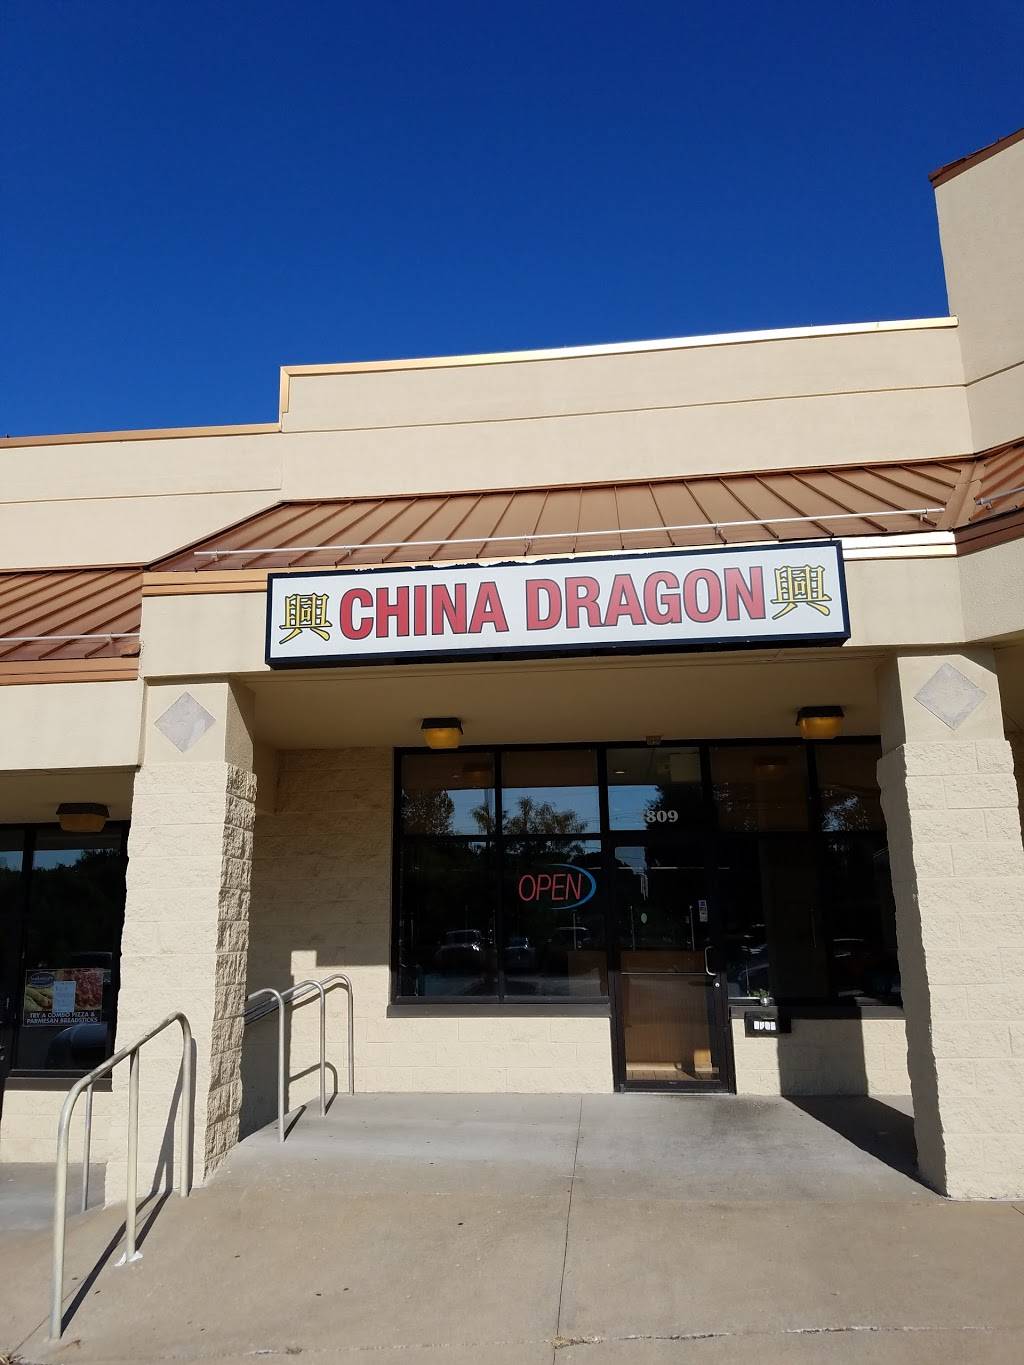 興 CHINA DRAGON 興
809
OPEN
TRY A COMBO PIZZA &
PARMESAN BREADSTICKS